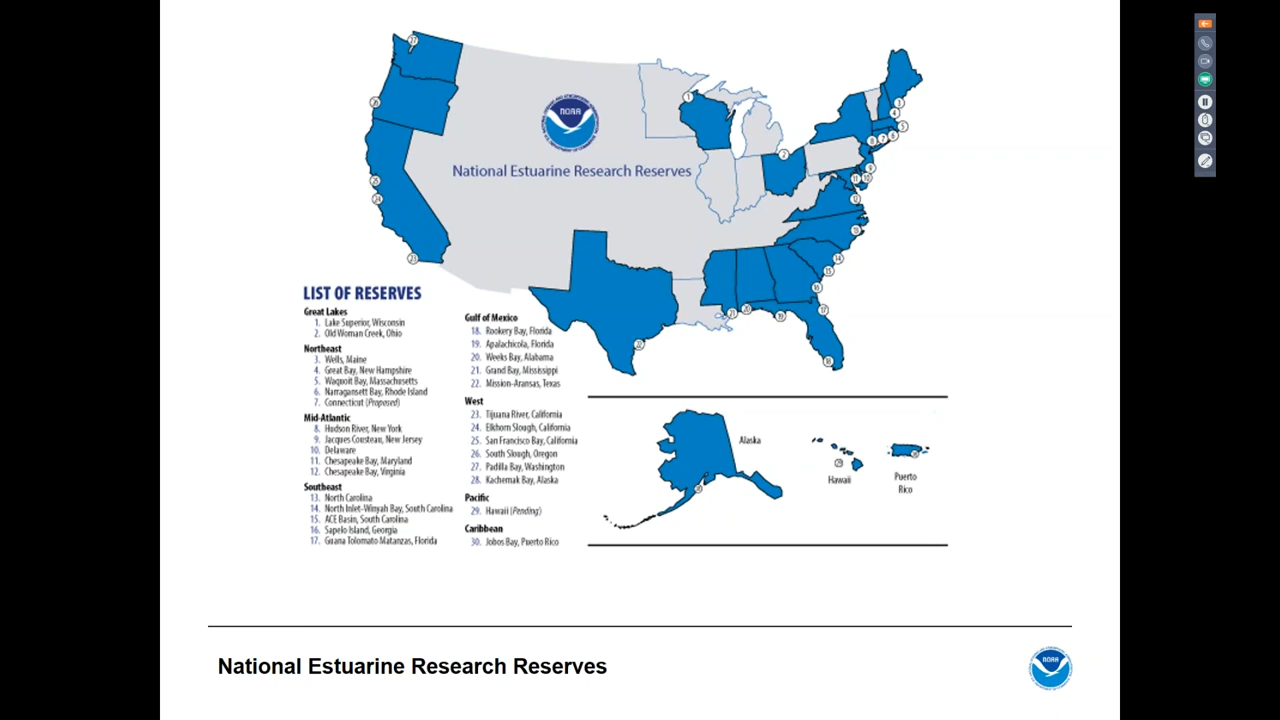 NOAA
National Estuarine Research Reserves
LIST OF RESERVES
Great Lakes
1. Lake Superior, Wisconsin
2. Old Woman Creek, Ohio
Northeast
3. Wells, Maine
4. Great Bay, New Hampshire
5. Waquoit Bay, Massachusetts
6. Narragansett Bay, Rhode Island
7. Connecticut (Proposed)
Mid-Atlantic
8. Hudson River, New York
9. Jacques Cousteau, New Jersey
10. Delaware
11. Chesapeake Bay, Maryland
12. Chesapeake Bay, Virginia
Southeast
13. North Carolina
14. North Inlet-Winyah Bay, South Carolina
15. ACE Basin, South Carolina
16. Sapelo Island, Georgia
17. Guana Tolomato Matanzas, Florida
Gulf of Mexico
18. Rookery Bay, Florida
19. Apalachicola, Florida
20. Weeks Bay, Alabama
21. Grand Bay, Mississippi
22. Mission-Aransas, Texas
West
23. Tijuana River, California
24. Elkhorn Slough, California
25. San Francisco Bay, California
26. South Slough, Oregon
27. Padilla Bay, Washington
28. Kachemak Bay, Alaska
Pacific
29. Hawaii (Pending)
Caribbean
30. Jobos Bay, Puerto Rico
Alaska
Hawaii
Puerto
Rico
National Estuarine Research Reserves
NOAA